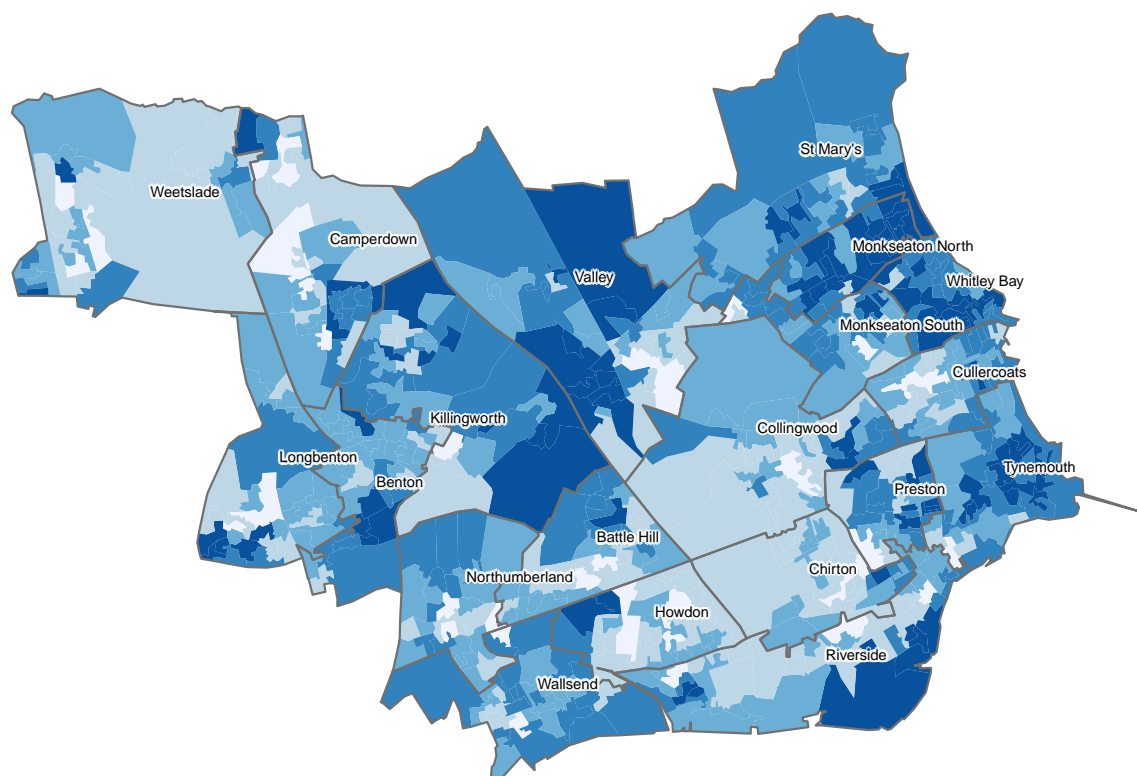 St Mary's
Weetslade
Camperdown
Monkseaton North
Valley
Whitley Bay
Monkseaton South
Cullercoats
Killingworth
Collingwood
Longbenton
Tynemouth
Benton
Preston
Battle Hill
Chirton
Northumberland
Howdon
Riverside
Wallsend